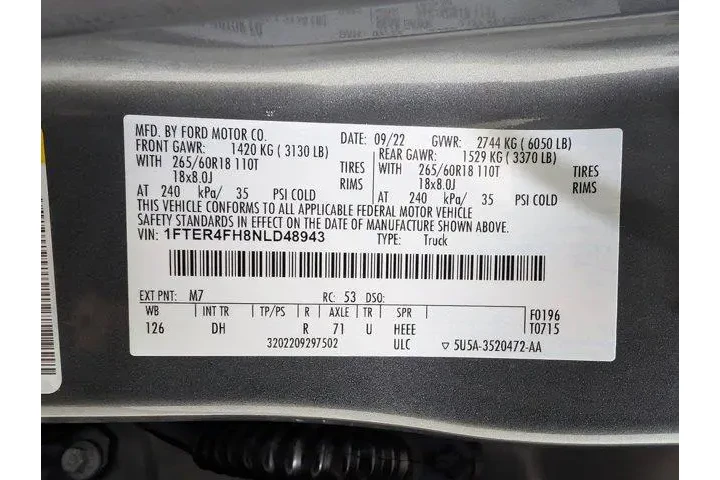 MFD. BY FORD MOTOR CO. DATE: 09/22 GVWR: 2744 KG ( 6050 LB)
FRONT GAWR: 1420 KG ( 3130 LB) REAR GAWR: 1529 KG ( 3370 LB)
WITH 265/60R18 110T TIRES WITH 265/60R18 110T TIRES
18x8.0J RIMS 18x8.0J RIMS
AT 240 kPa/ 35 PSI COLD AT 240 kPa/ 35 PSI COLD
THIS VEHICLE CONFORMS TO ALL APPLICABLE FEDERAL MOTOR VEHICLE
SAFETY STANDARDS IN EFFECT ON THE DATE OF MANUFACTURE SHOWN ABOVE.
VIN: 1FTER4FH8NLD48943 TYPE: Truck
EXT PNT: M7 RC: 53 DSO:
WB INT TR TP/PS R AXLE TR SPR F0196
126 DH R 71 U HEEE T0715
3202209297502 ULC ▽ 5U5A-3520472-AA